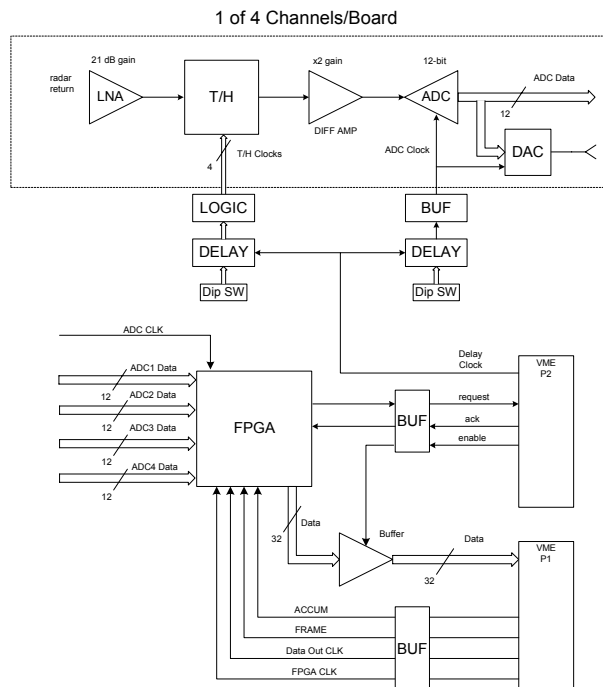 1 of 4 Channels/Board
21 dB gain
x2 gain
12-bit
ADC Data
radar
return
LNA
T/H
ADC
12
DIFF AMP
DAC
T/H Clocks
4
ADC Clock
LOGIC
BUF
DELAY
DELAY
Dip SW
Dip SW
ADC CLK
Delay
Clock
VME
P2
ADC1 Data
12
ADC2 Data
12
ADC3 Data
12
ADC4 Data
12
FPGA
BUF
request
ack
enable
Data
32
Buffer
Data
32
VME
P1
ACCUM
FRAME
Data Out CLK
FPGA CLK
BUF